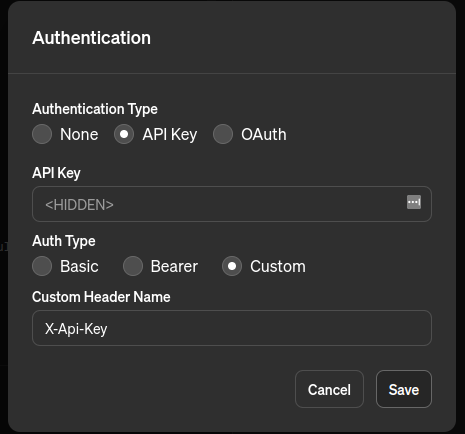 Authentication
Authentication Type
None API Key OAuth
API Key
<HIDDEN>
Auth Type
Basic Bearer Custom
Custom Header Name
X-Api-Key
Cancel Save